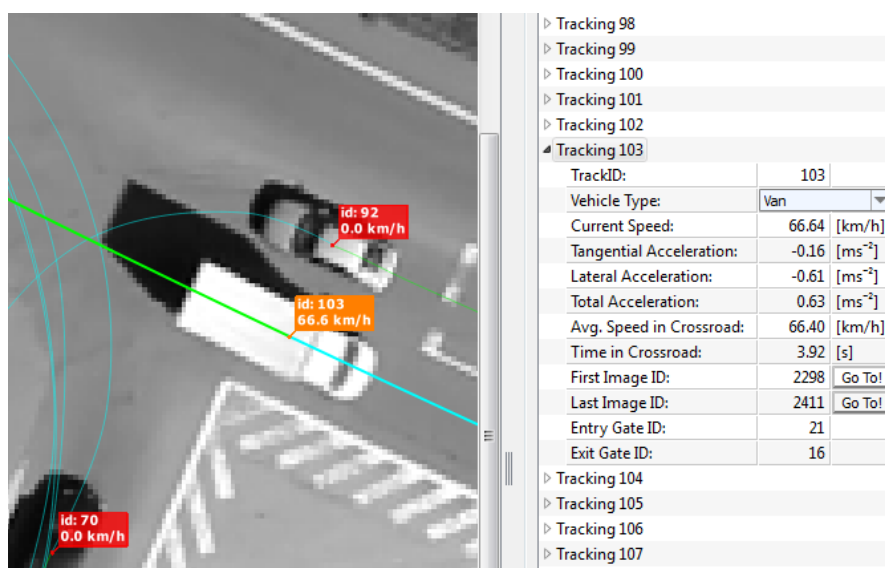 id: 92
0.0 km/h
id: 103
66.6 km/h
id: 70
0.0 km/h
Tracking 98
Tracking 99
Tracking 100
Tracking 101
Tracking 102
Tracking 103
TrackID: 103
Vehicle Type: Van
Current Speed: 66.64 [km/h]
Tangential Acceleration: -0.16 [ms⁻²]
Lateral Acceleration: -0.61 [ms⁻²]
Total Acceleration: 0.63 [ms⁻²]
Avg. Speed in Crossroad: 66.40 [km/h]
Time in Crossroad: 3.92 [s]
First Image ID: 2298 Go To!
Last Image ID: 2411 Go To!
Entry Gate ID: 21
Exit Gate ID: 16
Tracking 104
Tracking 105
Tracking 106
Tracking 107